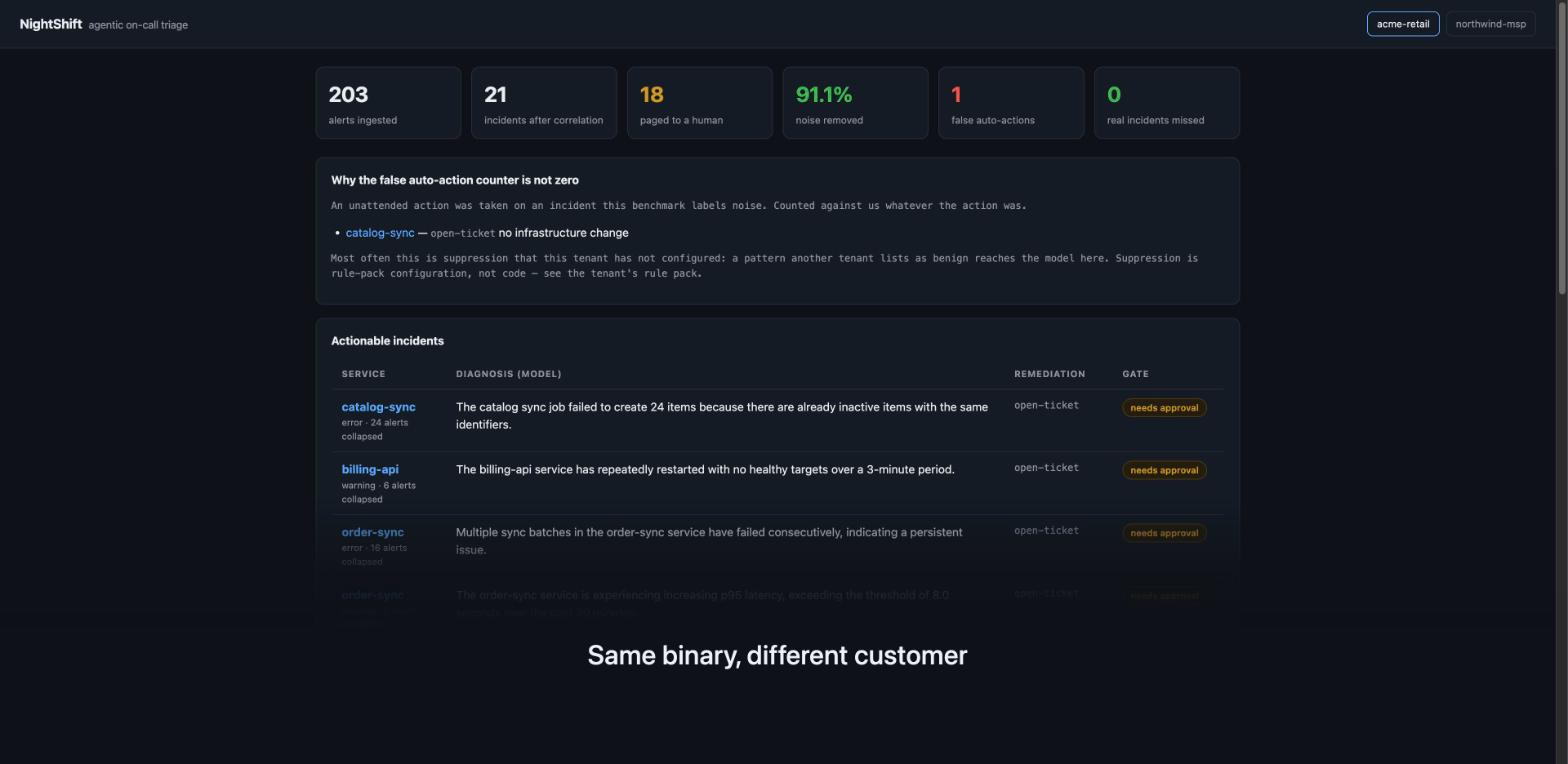 NightShift agentic on-call triage
acme-retail
northwind-msp
203
alerts ingested
21
incidents after correlation
18
paged to a human
91.1%
noise removed
1
false auto-actions
0
real incidents missed
Why the false auto-action counter is not zero
An unattended action was taken on an incident this benchmark labels noise. Counted against us whatever the action was.
• catalog-sync — open-ticket no infrastructure change
Most often this is suppression that this tenant has not configured: a pattern another tenant lists as benign reaches the model here. Suppression is
rule-pack configuration, not code — see the tenant's rule pack.
Actionable incidents
SERVICE DIAGNOSIS (MODEL) REMEDIATION GATE
catalog-sync
error · 24 alerts
collapsed
The catalog sync job failed to create 24 items because there are already inactive items with the same
identifiers.
open-ticket
needs approval
billing-api
warning · 6 alerts
collapsed
The billing-api service has repeatedly restarted with no healthy targets over a 3-minute period.
open-ticket
needs approval
order-sync
error · 16 alerts
collapsed
Multiple sync batches in the order-sync service have failed consecutively, indicating a persistent
issue.
open-ticket
needs approval
order-sync
The order-sync service is experiencing increasing p95 latency, exceeding the threshold of 8.0
open-ticket
needs approval
Same binary, different customer